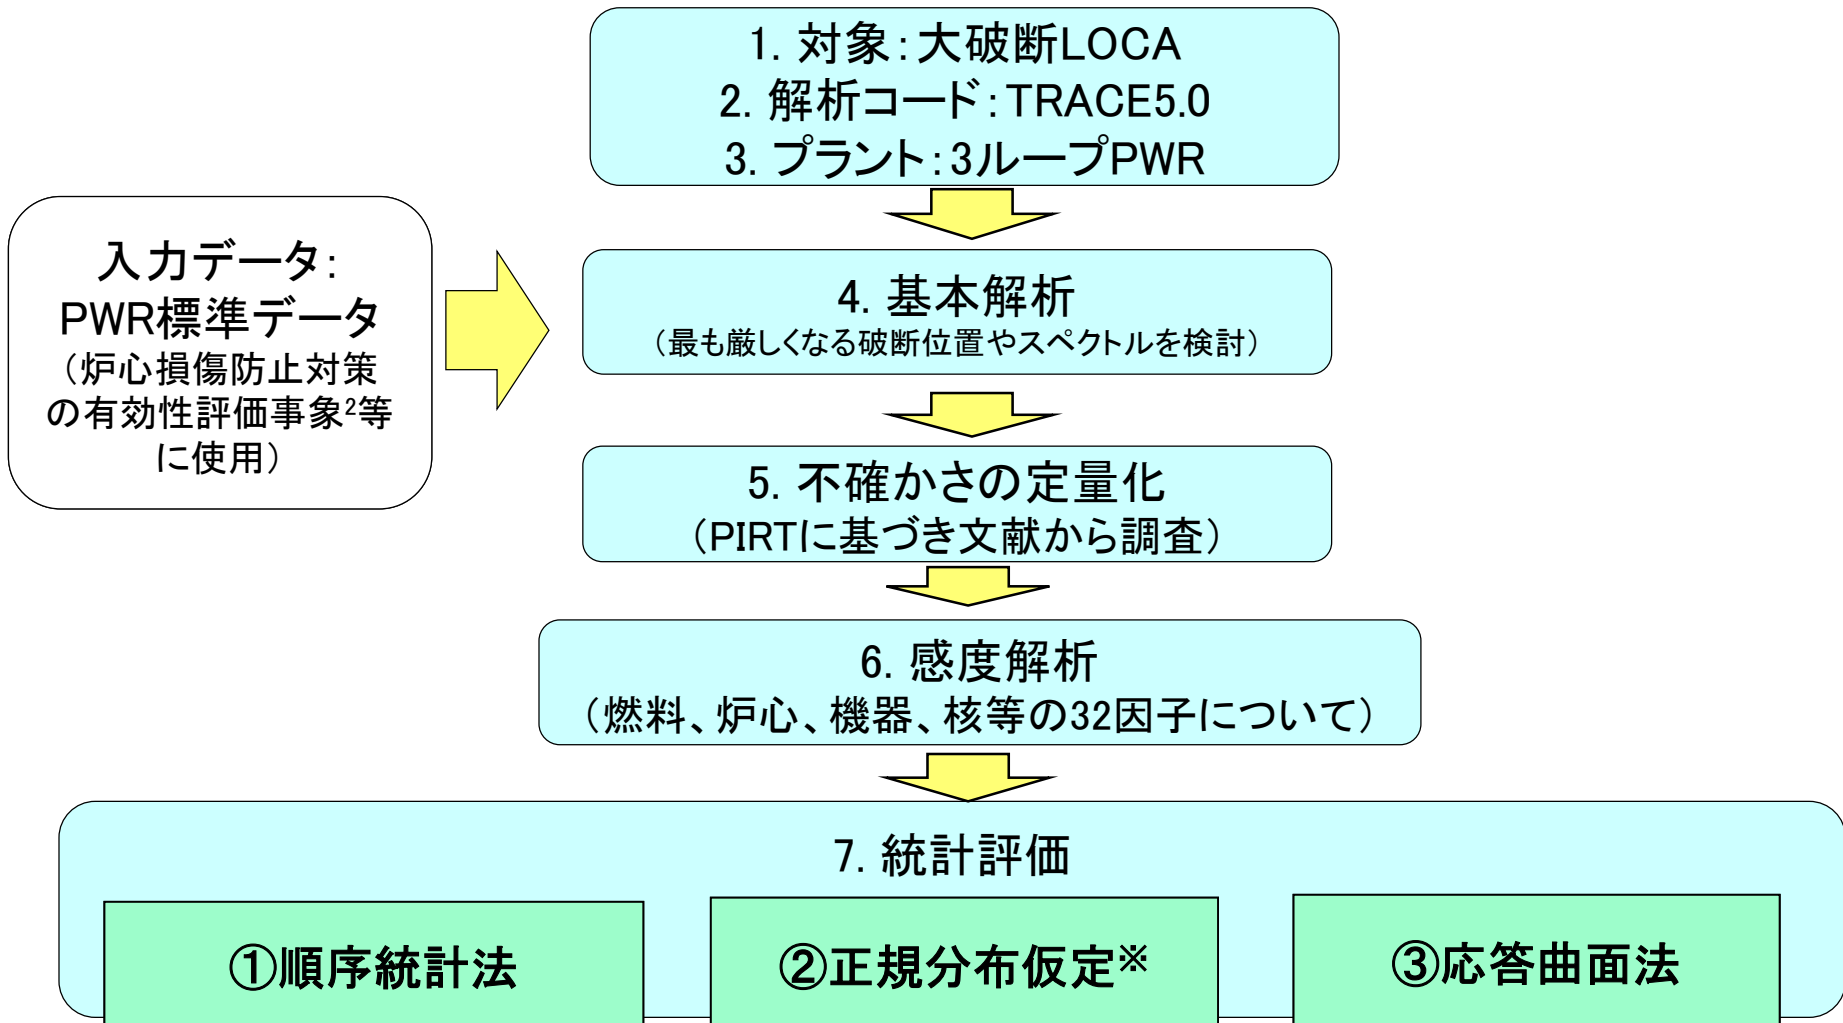 1. 対象：大破断LOCA
2. 解析コード：TRACE5.0
3. プラント：3ループPWR
入力データ：
PWR標準データ
（炉心損傷防止対策
の有効性評価事象2等
に使用）
4. 基本解析
（最も厳しくなる破断位置やスペクトルを検討）
5. 不確かさの定量化
（PIRTに基づき文献から調査）
6. 感度解析
（燃料、炉心、機器、核等の32因子について）
7. 統計評価
①順序統計法
②正規分布仮定※
③応答曲面法